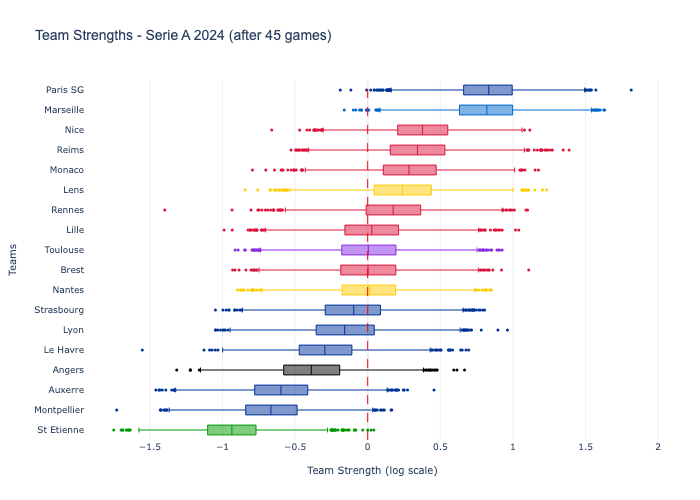 Team Strengths - Serie A 2024 (after 45 games)
Paris SG
Marseille
Nice
Reims
Monaco
Lens
Rennes
Lille
Toulouse
Brest
Nantes
Strasbourg
Lyon
Le Havre
Angers
Auxerre
Montpellier
St Etienne
Teams
−1.5 −1 −0.5 0 0.5 1 1.5 2
Team Strength (log scale)